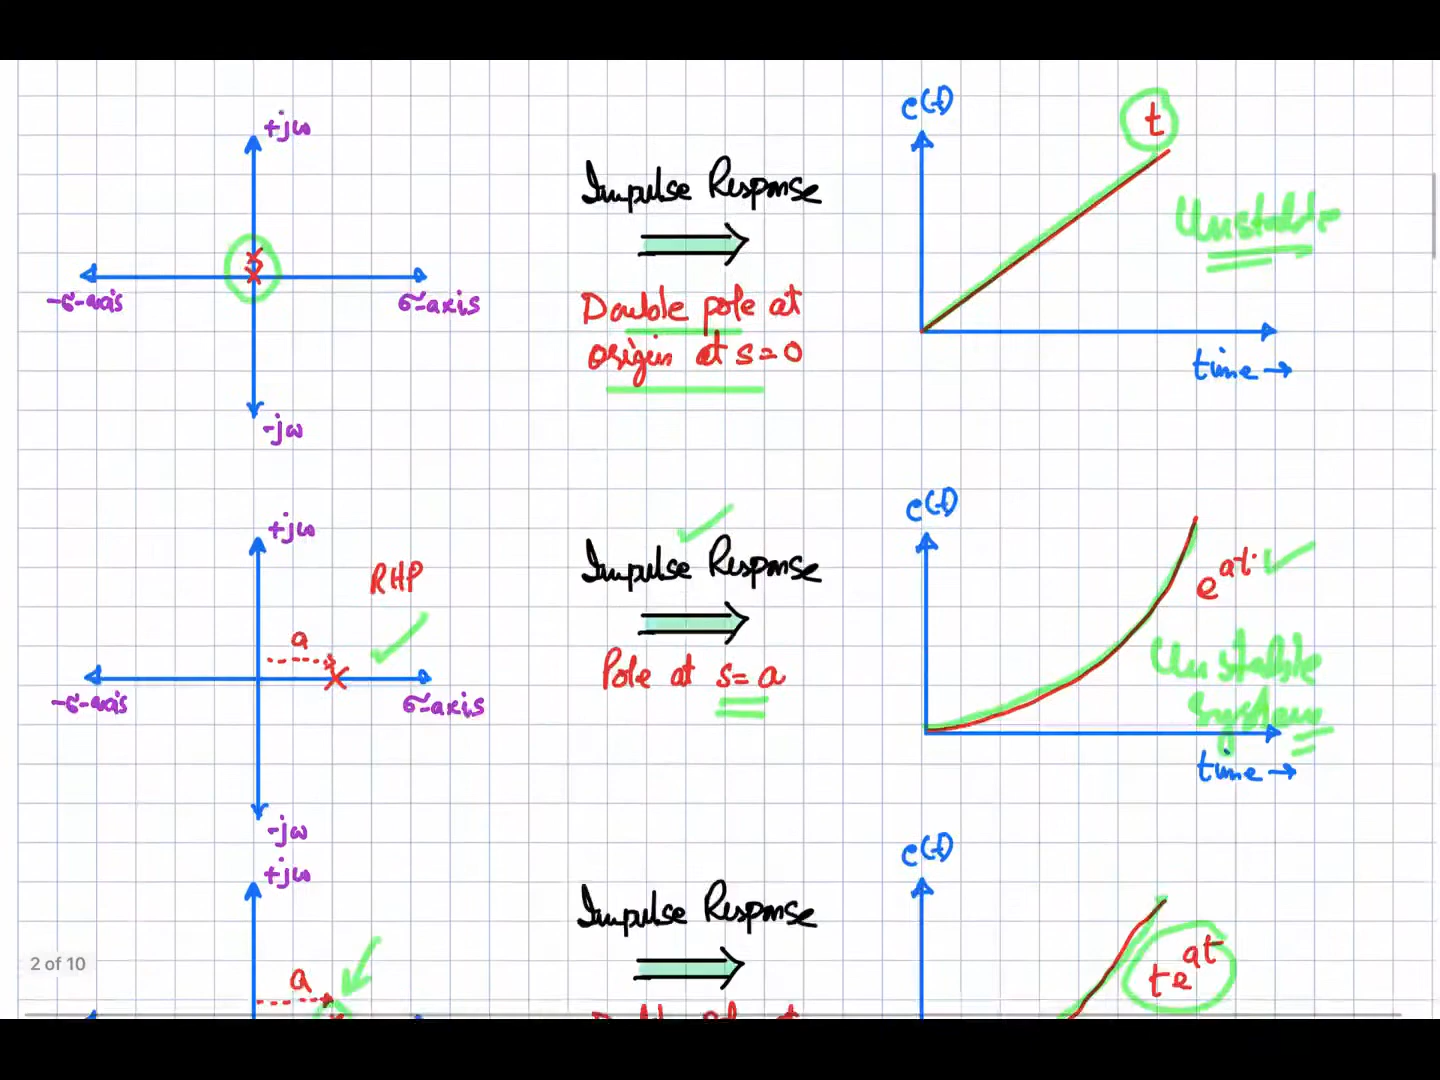 +jω
-σ-axis
σ-axis
-jω
Impulse Response
Double pole at
origin at s=0
c(t)
t
Unstable
time →
+jω
RHP
a
-σ-axis
σ-axis
-jω
Impulse Response
Pole at s=a
c(t)
e^{at}
Unstable
System
time →
+jω
a
Impulse Response
c(t)
te^{at}
2 of 10